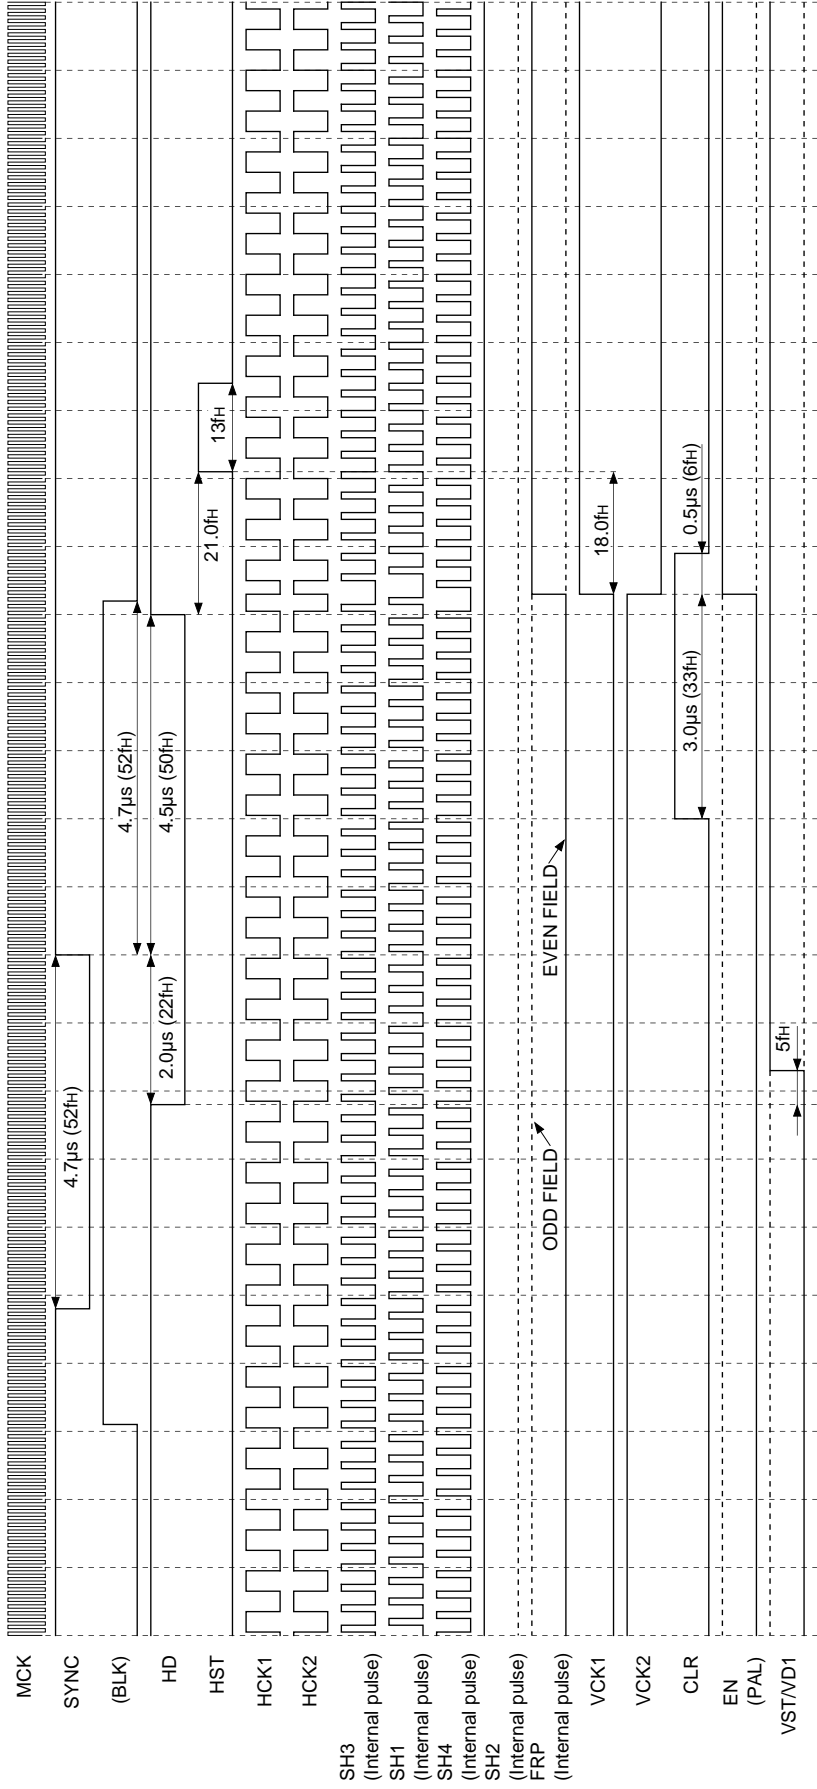 MCK
SYNC
4.7µs (52fH)
(BLK)
4.7µs (52fH)
HD
2.0µs (22fH)
4.5µs (50fH)
HST
21.0fH
13fH
HCK1
HCK2
SH3
(Internal pulse)
SH1
(Internal pulse)
SH4
(Internal pulse)
SH2
(Internal pulse)
FRP
(Internal pulse)
ODD FIELD
EVEN FIELD
VCK1
18.0fH
VCK2
CLR
3.0µs (33fH)
0.5µs (6fH)
EN
(PAL)
VST/VD1
5fH